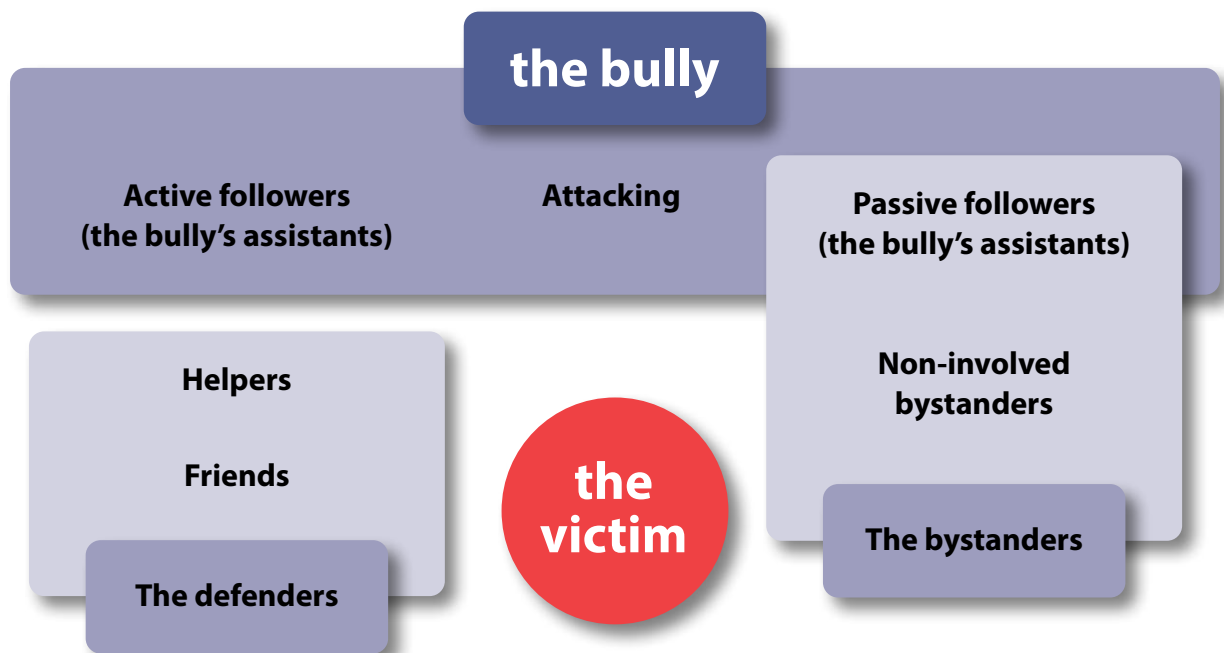 the bully
Active followers
(the bully’s assistants)
Attacking
Passive followers
(the bully’s assistants)
Helpers
Friends
The defenders
the
victim
Non-involved
bystanders
The bystanders